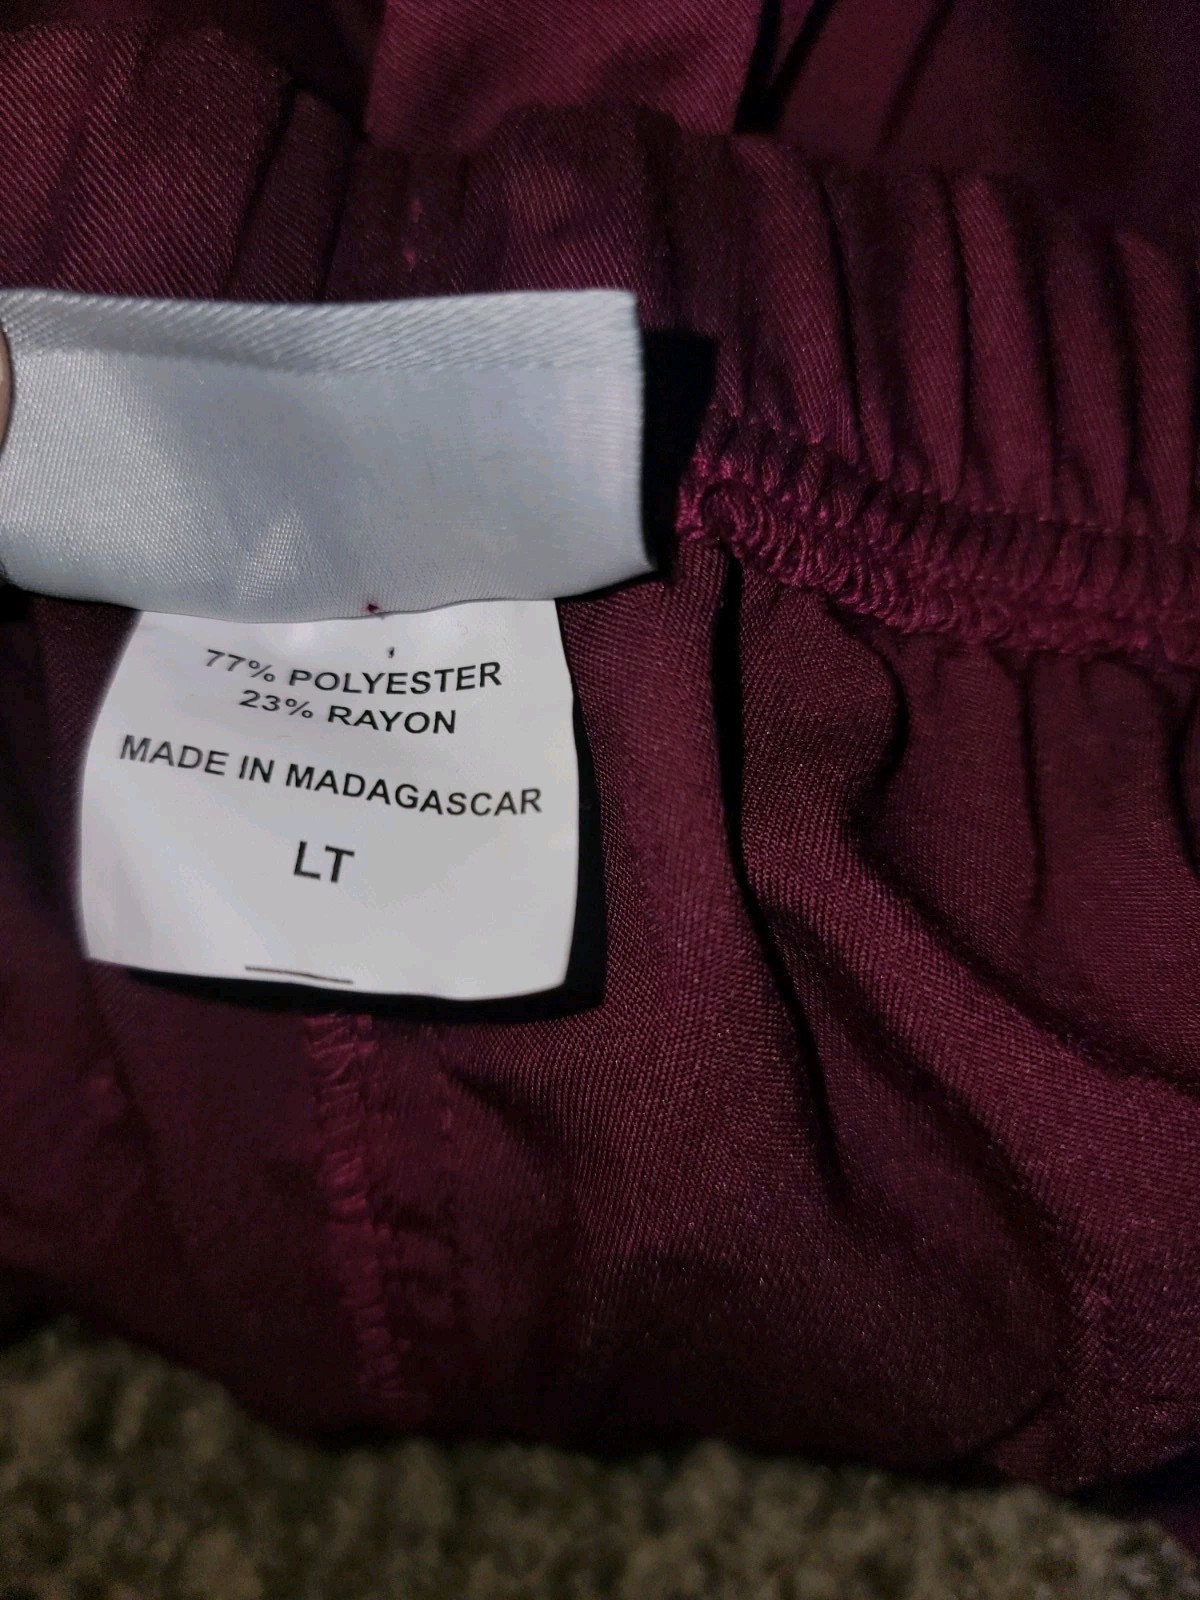 77% POLYESTER
23% RAYON
MADE IN MADAGASCAR
LT